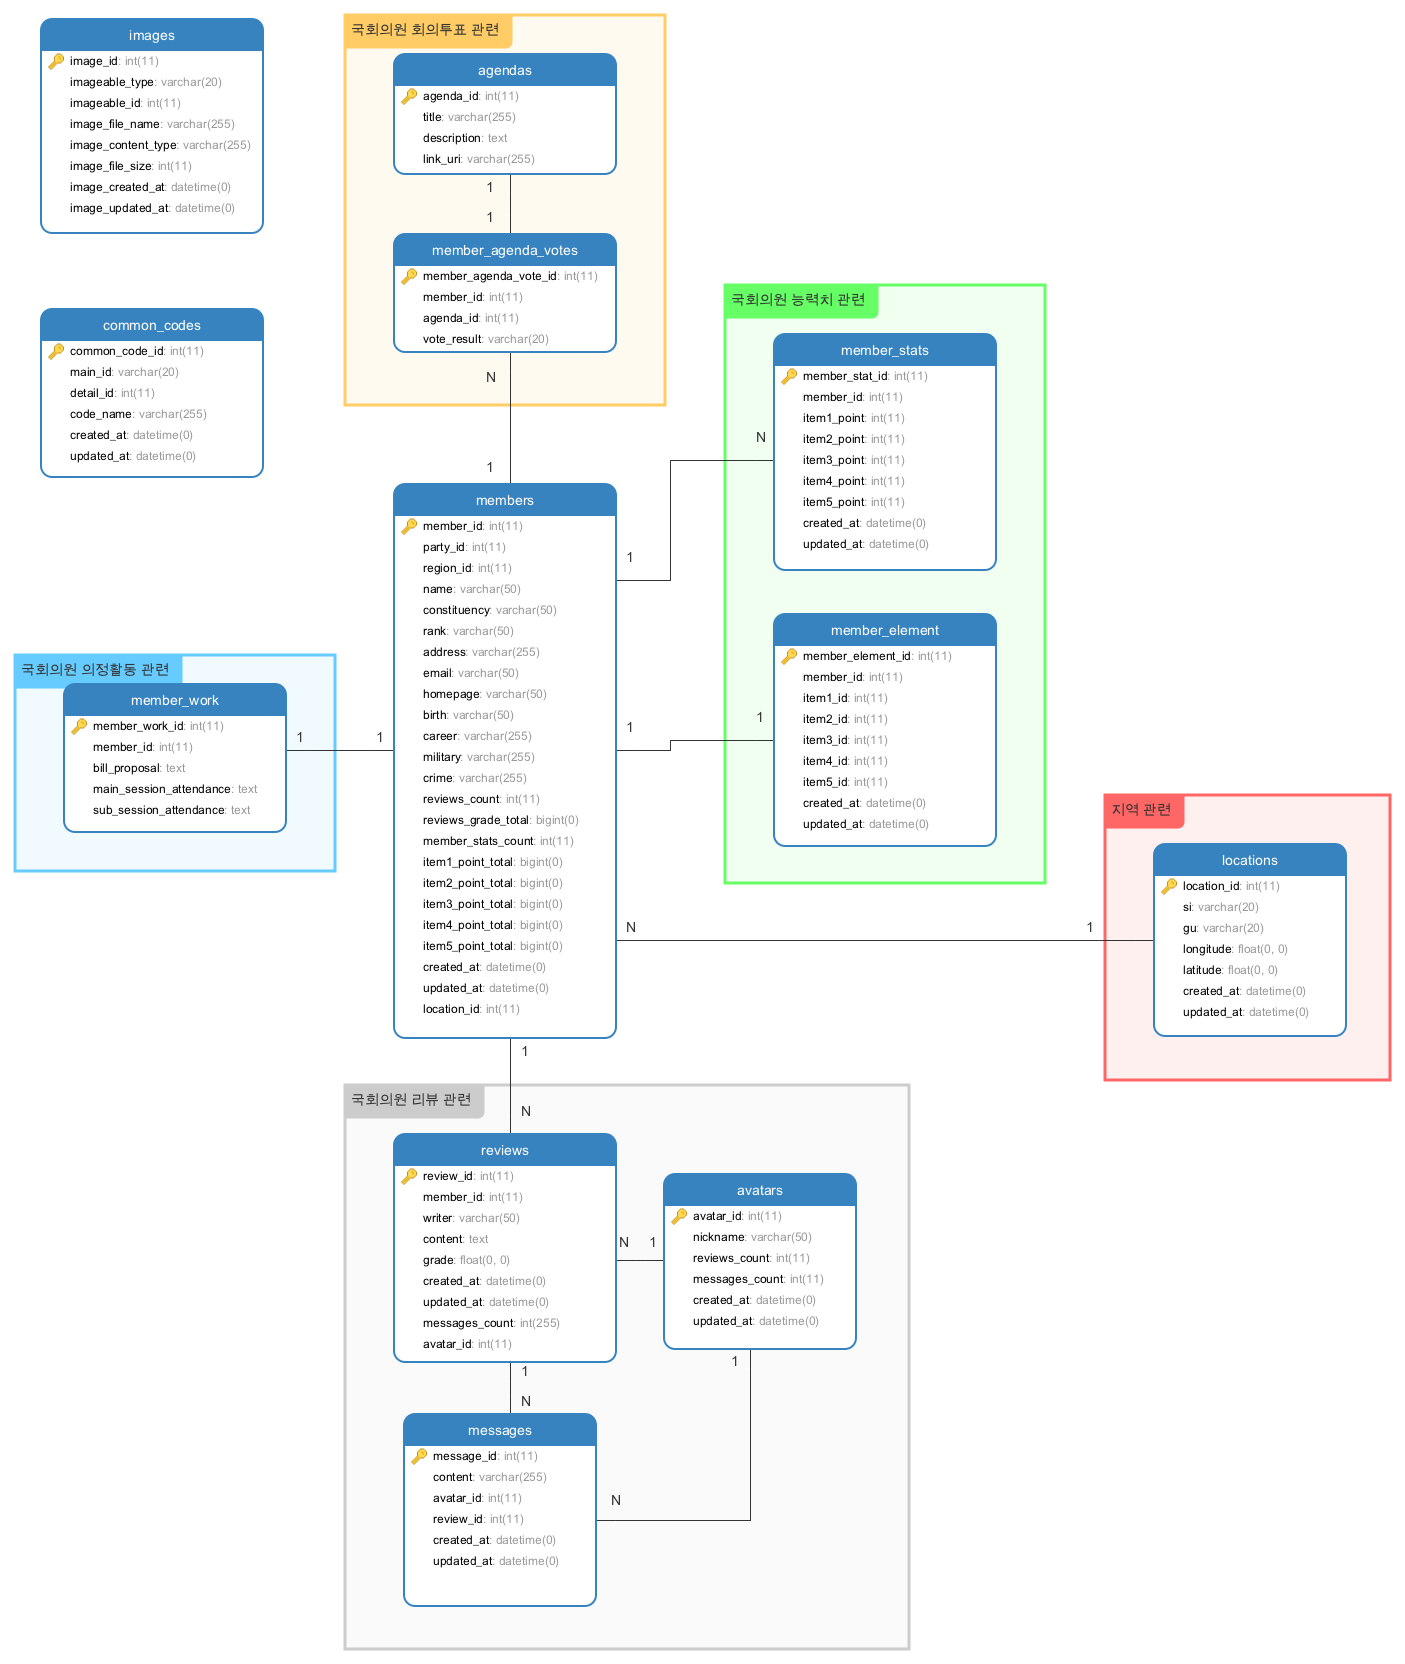 images
image_id: int(11)
imageable_type: varchar(20)
imageable_id: int(11)
image_file_name: varchar(255)
image_content_type: varchar(255)
image_file_size: int(11)
image_created_at: datetime(0)
image_updated_at: datetime(0)
common_codes
common_code_id: int(11)
main_id: varchar(20)
detail_id: int(11)
code_name: varchar(255)
created_at: datetime(0)
updated_at: datetime(0)
국회의원 회의투표 관련
agendas
agenda_id: int(11)
title: varchar(255)
description: text
link_uri: varchar(255)
1
1
member_agenda_votes
member_agenda_vote_id: int(11)
member_id: int(11)
agenda_id: int(11)
vote_result: varchar(20)
N
1
국회의원 능력치 관련
member_stats
member_stat_id: int(11)
member_id: int(11)
item1_point: int(11)
item2_point: int(11)
item3_point: int(11)
item4_point: int(11)
item5_point: int(11)
created_at: datetime(0)
updated_at: datetime(0)
N
1
member_element
member_element_id: int(11)
member_id: int(11)
item1_id: int(11)
item2_id: int(11)
item3_id: int(11)
item4_id: int(11)
item5_id: int(11)
created_at: datetime(0)
updated_at: datetime(0)
1
1
members
member_id: int(11)
party_id: int(11)
region_id: int(11)
name: varchar(50)
constituency: varchar(50)
rank: varchar(50)
address: varchar(255)
email: varchar(50)
homepage: varchar(50)
birth: varchar(50)
career: varchar(255)
military: varchar(255)
crime: varchar(255)
reviews_count: int(11)
reviews_grade_total: bigint(0)
member_stats_count: int(11)
item1_point_total: bigint(0)
item2_point_total: bigint(0)
item3_point_total: bigint(0)
item4_point_total: bigint(0)
item5_point_total: bigint(0)
created_at: datetime(0)
updated_at: datetime(0)
location_id: int(11)
국회의원 의정할동 관련
member_work
member_work_id: int(11)
member_id: int(11)
bill_proposal: text
main_session_attendance: text
sub_session_attendance: text
1
1
지역 관련
locations
location_id: int(11)
si: varchar(20)
gu: varchar(20)
longitude: float(0, 0)
latitude: float(0, 0)
created_at: datetime(0)
updated_at: datetime(0)
N
1
1
국회의원 리뷰 관련
N
reviews
review_id: int(11)
member_id: int(11)
writer: varchar(50)
content: text
grade: float(0, 0)
created_at: datetime(0)
updated_at: datetime(0)
messages_count: int(255)
avatar_id: int(11)
N
1
avatars
avatar_id: int(11)
nickname: varchar(50)
reviews_count: int(11)
messages_count: int(11)
created_at: datetime(0)
updated_at: datetime(0)
1
1
N
messages
message_id: int(11)
content: varchar(255)
avatar_id: int(11)
review_id: int(11)
created_at: datetime(0)
updated_at: datetime(0)
N